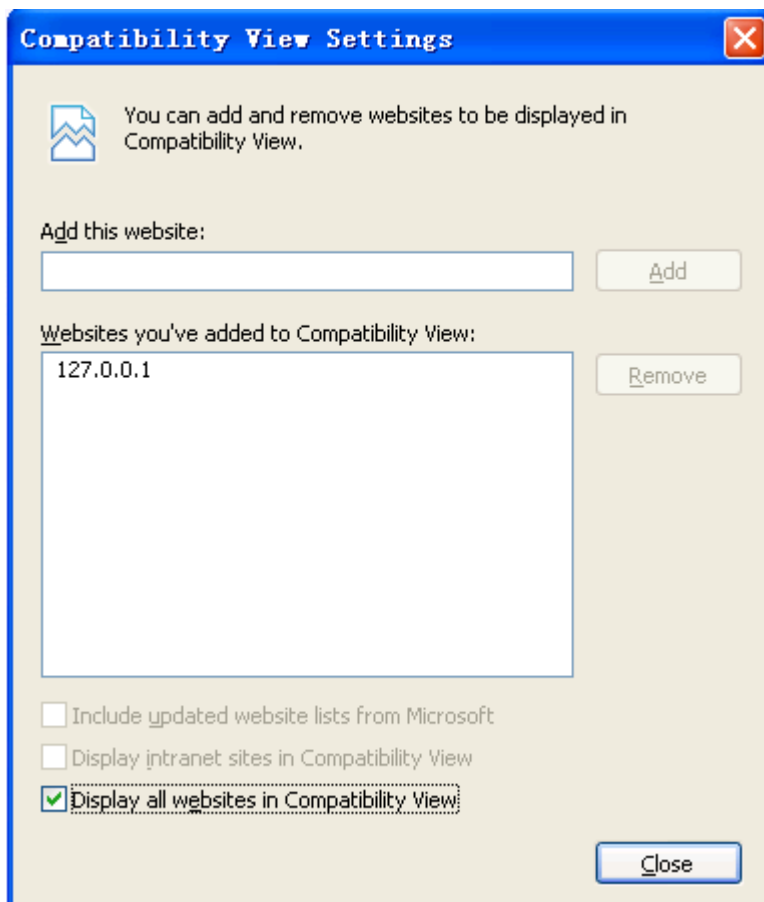 Compatibility View Settings
You can add and remove websites to be displayed in
Compatibility View.
Add this website:
Add
Websites you've added to Compatibility View:
127.0.0.1
Remove
Include updated website lists from Microsoft
Display intranet sites in Compatibility View
Display all websites in Compatibility View
Close